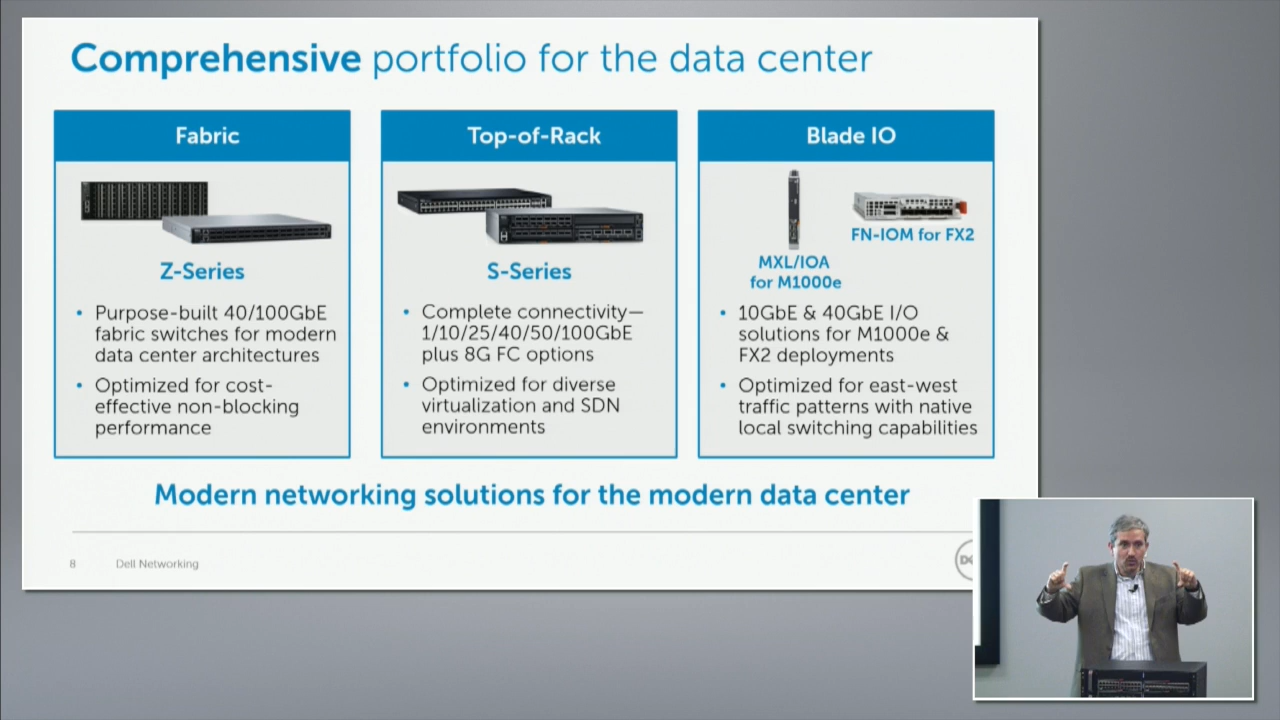 Comprehensive portfolio for the data center
Fabric
Z-Series
• Purpose-built 40/100GbE
fabric switches for modern
data center architectures
• Optimized for cost-
effective non-blocking
performance
Top-of-Rack
S-Series
• Complete connectivity—
1/10/25/40/50/100GbE
plus 8G FC options
• Optimized for diverse
virtualization and SDN
environments
Blade IO
FN-IOM for FX2
MXL/IOA
for M1000e
• 10GbE & 40GbE I/O
solutions for M1000e &
FX2 deployments
• Optimized for east-west
traffic patterns with native
local switching capabilities
Modern networking solutions for the modern data center
8 Dell Networking